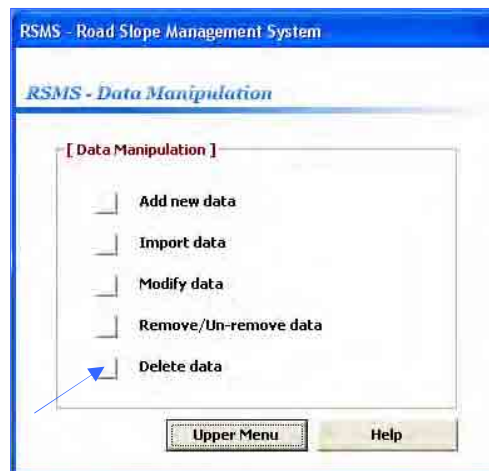 RSMS - Road Slope Management System
RSMS - Data Manipulation
[ Data Manipulation ]
Add new data
Import data
Modify data
Remove/Un-remove data
Delete data
Upper Menu Help